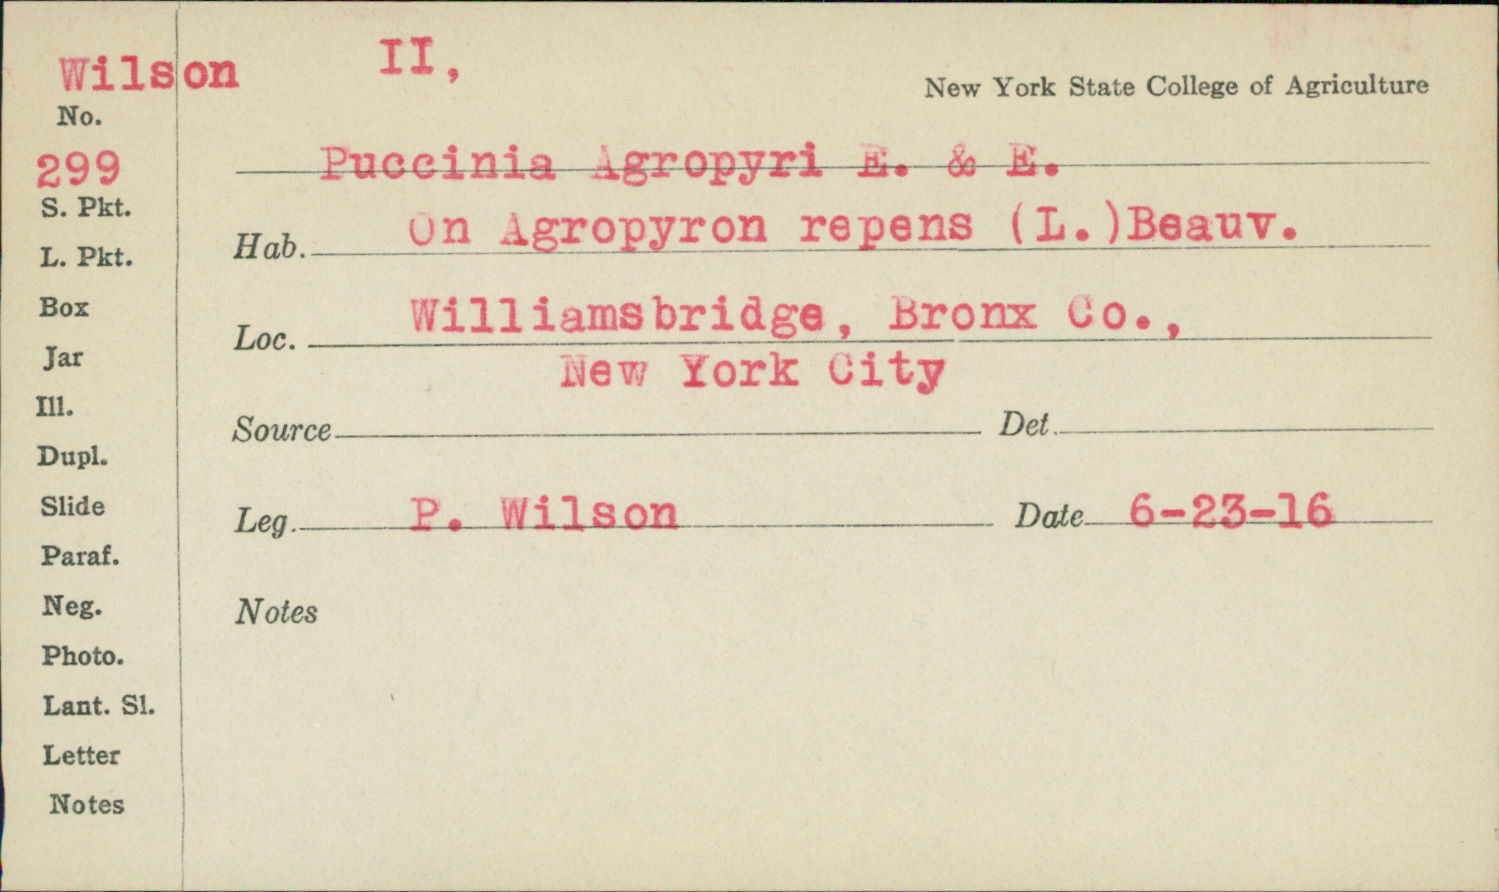 Wilson II,
New York State College of Agriculture
No.
299
Puccinia Agropyri E. & E.
S. Pkt.
Hab. On Agropyron repens (L.)Beauv.
L. Pkt.
Box
Loc. Williamsbridge, Bronx Co.,
Jar
New York City
Ill.
Source Det.
Dupl.
Slide
Leg. P. Wilson Date 6-23-16
Paraf.
Neg.
Notes
Photo.
Lant. Sl.
Letter
Notes